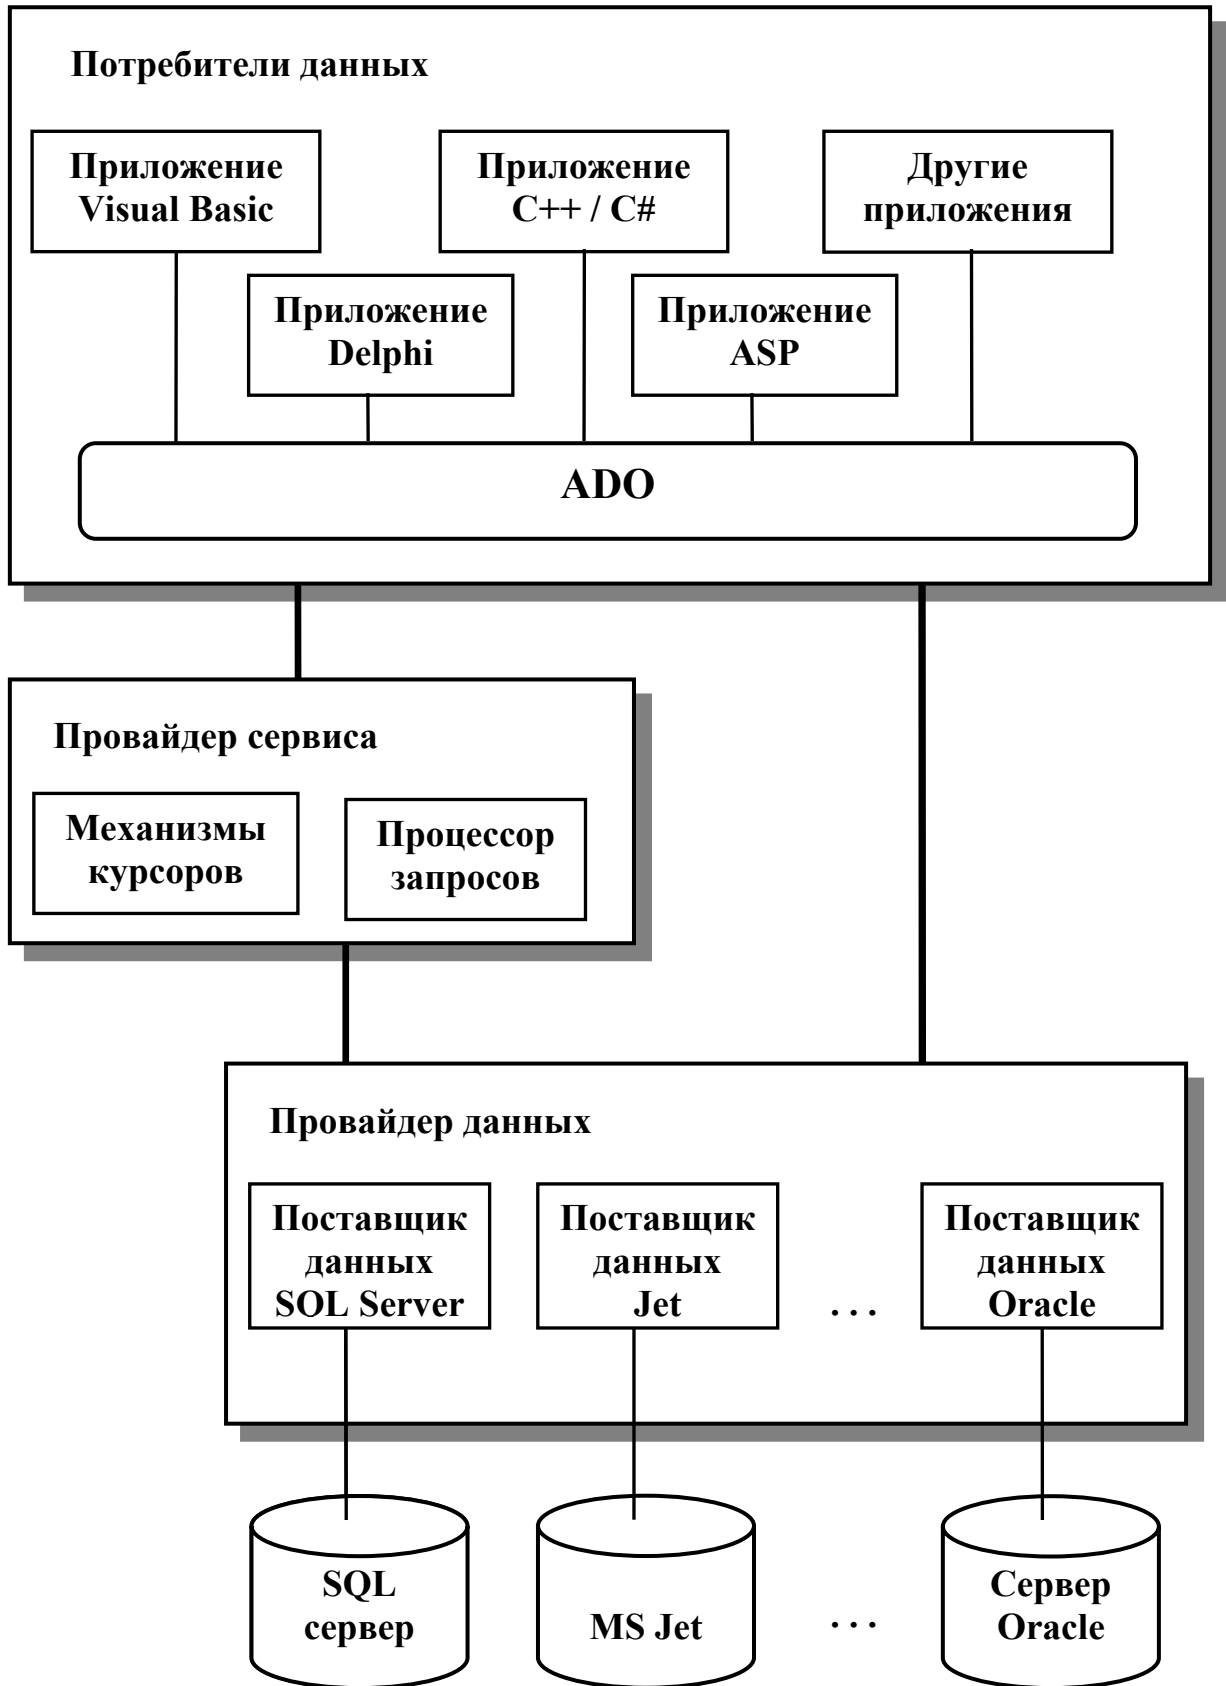 Потребители данных
Приложение
Visual Basic
Приложение
C++ / C#
Другие
приложения
Приложение
Delphi
Приложение
ASP
ADO
Провайдер сервиса
Механизмы
курсоров
Процессор
запросов
Провайдер данных
Поставщик
данных
SOL Server
Поставщик
данных
Jet
. . .
Поставщик
данных
Oracle
SQL
сервер
MS Jet
. . .
Сервер
Oracle